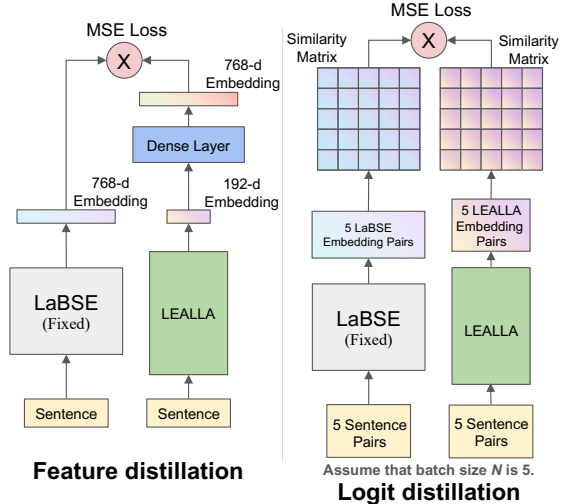 MSE Loss
X
768-d
Embedding
Dense Layer
768-d
Embedding
192-d
Embedding
LaBSE
(Fixed)
LEALLA
Sentence
Sentence
Feature distillation
MSE Loss
X
Similarity
Matrix
Similarity
Matrix
5 LaBSE
Embedding Pairs
5 LEALLA
Embedding
Pairs
LaBSE
(Fixed)
LEALLA
5 Sentence
Pairs
5 Sentence
Pairs
Assume that batch size N is 5.
Logit distillation